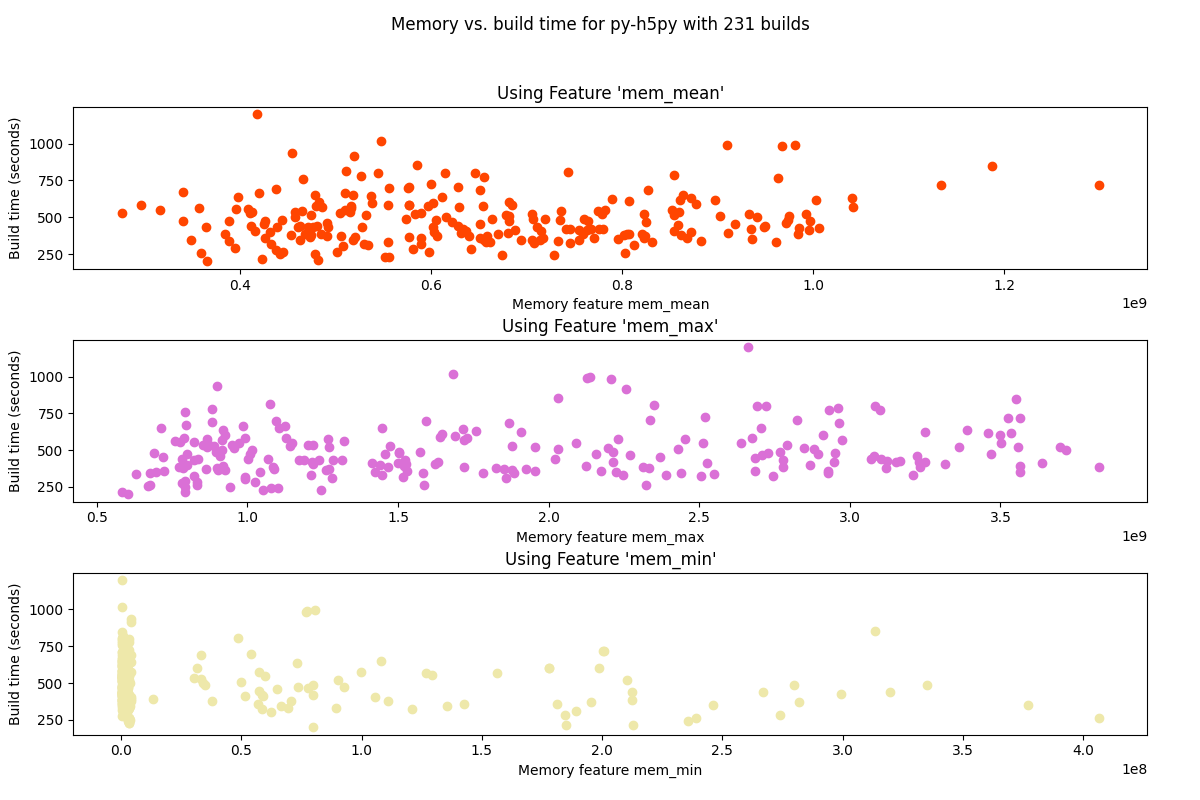 Memory vs. build time for py-h5py with 231 builds
Using Feature 'mem_mean'
Build time (seconds)
1000
750
500
250
0.4 0.6 0.8 1.0 1.2
1e9
Memory feature mem_mean
Using Feature 'mem_max'
Build time (seconds)
1000
750
500
250
0.5 1.0 1.5 2.0 2.5 3.0 3.5
1e9
Memory feature mem_max
Using Feature 'mem_min'
Build time (seconds)
1000
750
500
250
0.0 0.5 1.0 1.5 2.0 2.5 3.0 3.5 4.0
1e8
Memory feature mem_min